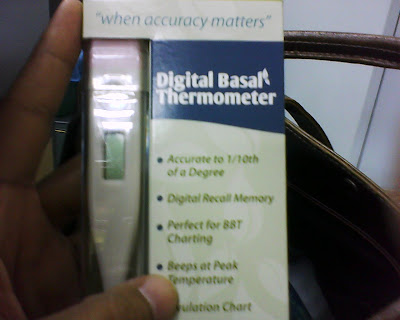 "when accuracy matters"
Digital Basal
Thermometer
• Accurate to 1/10th
of a Degree
• Digital Recall Memory
• Perfect for BBT
Charting
• Beeps at Peak
Temperature
Chart